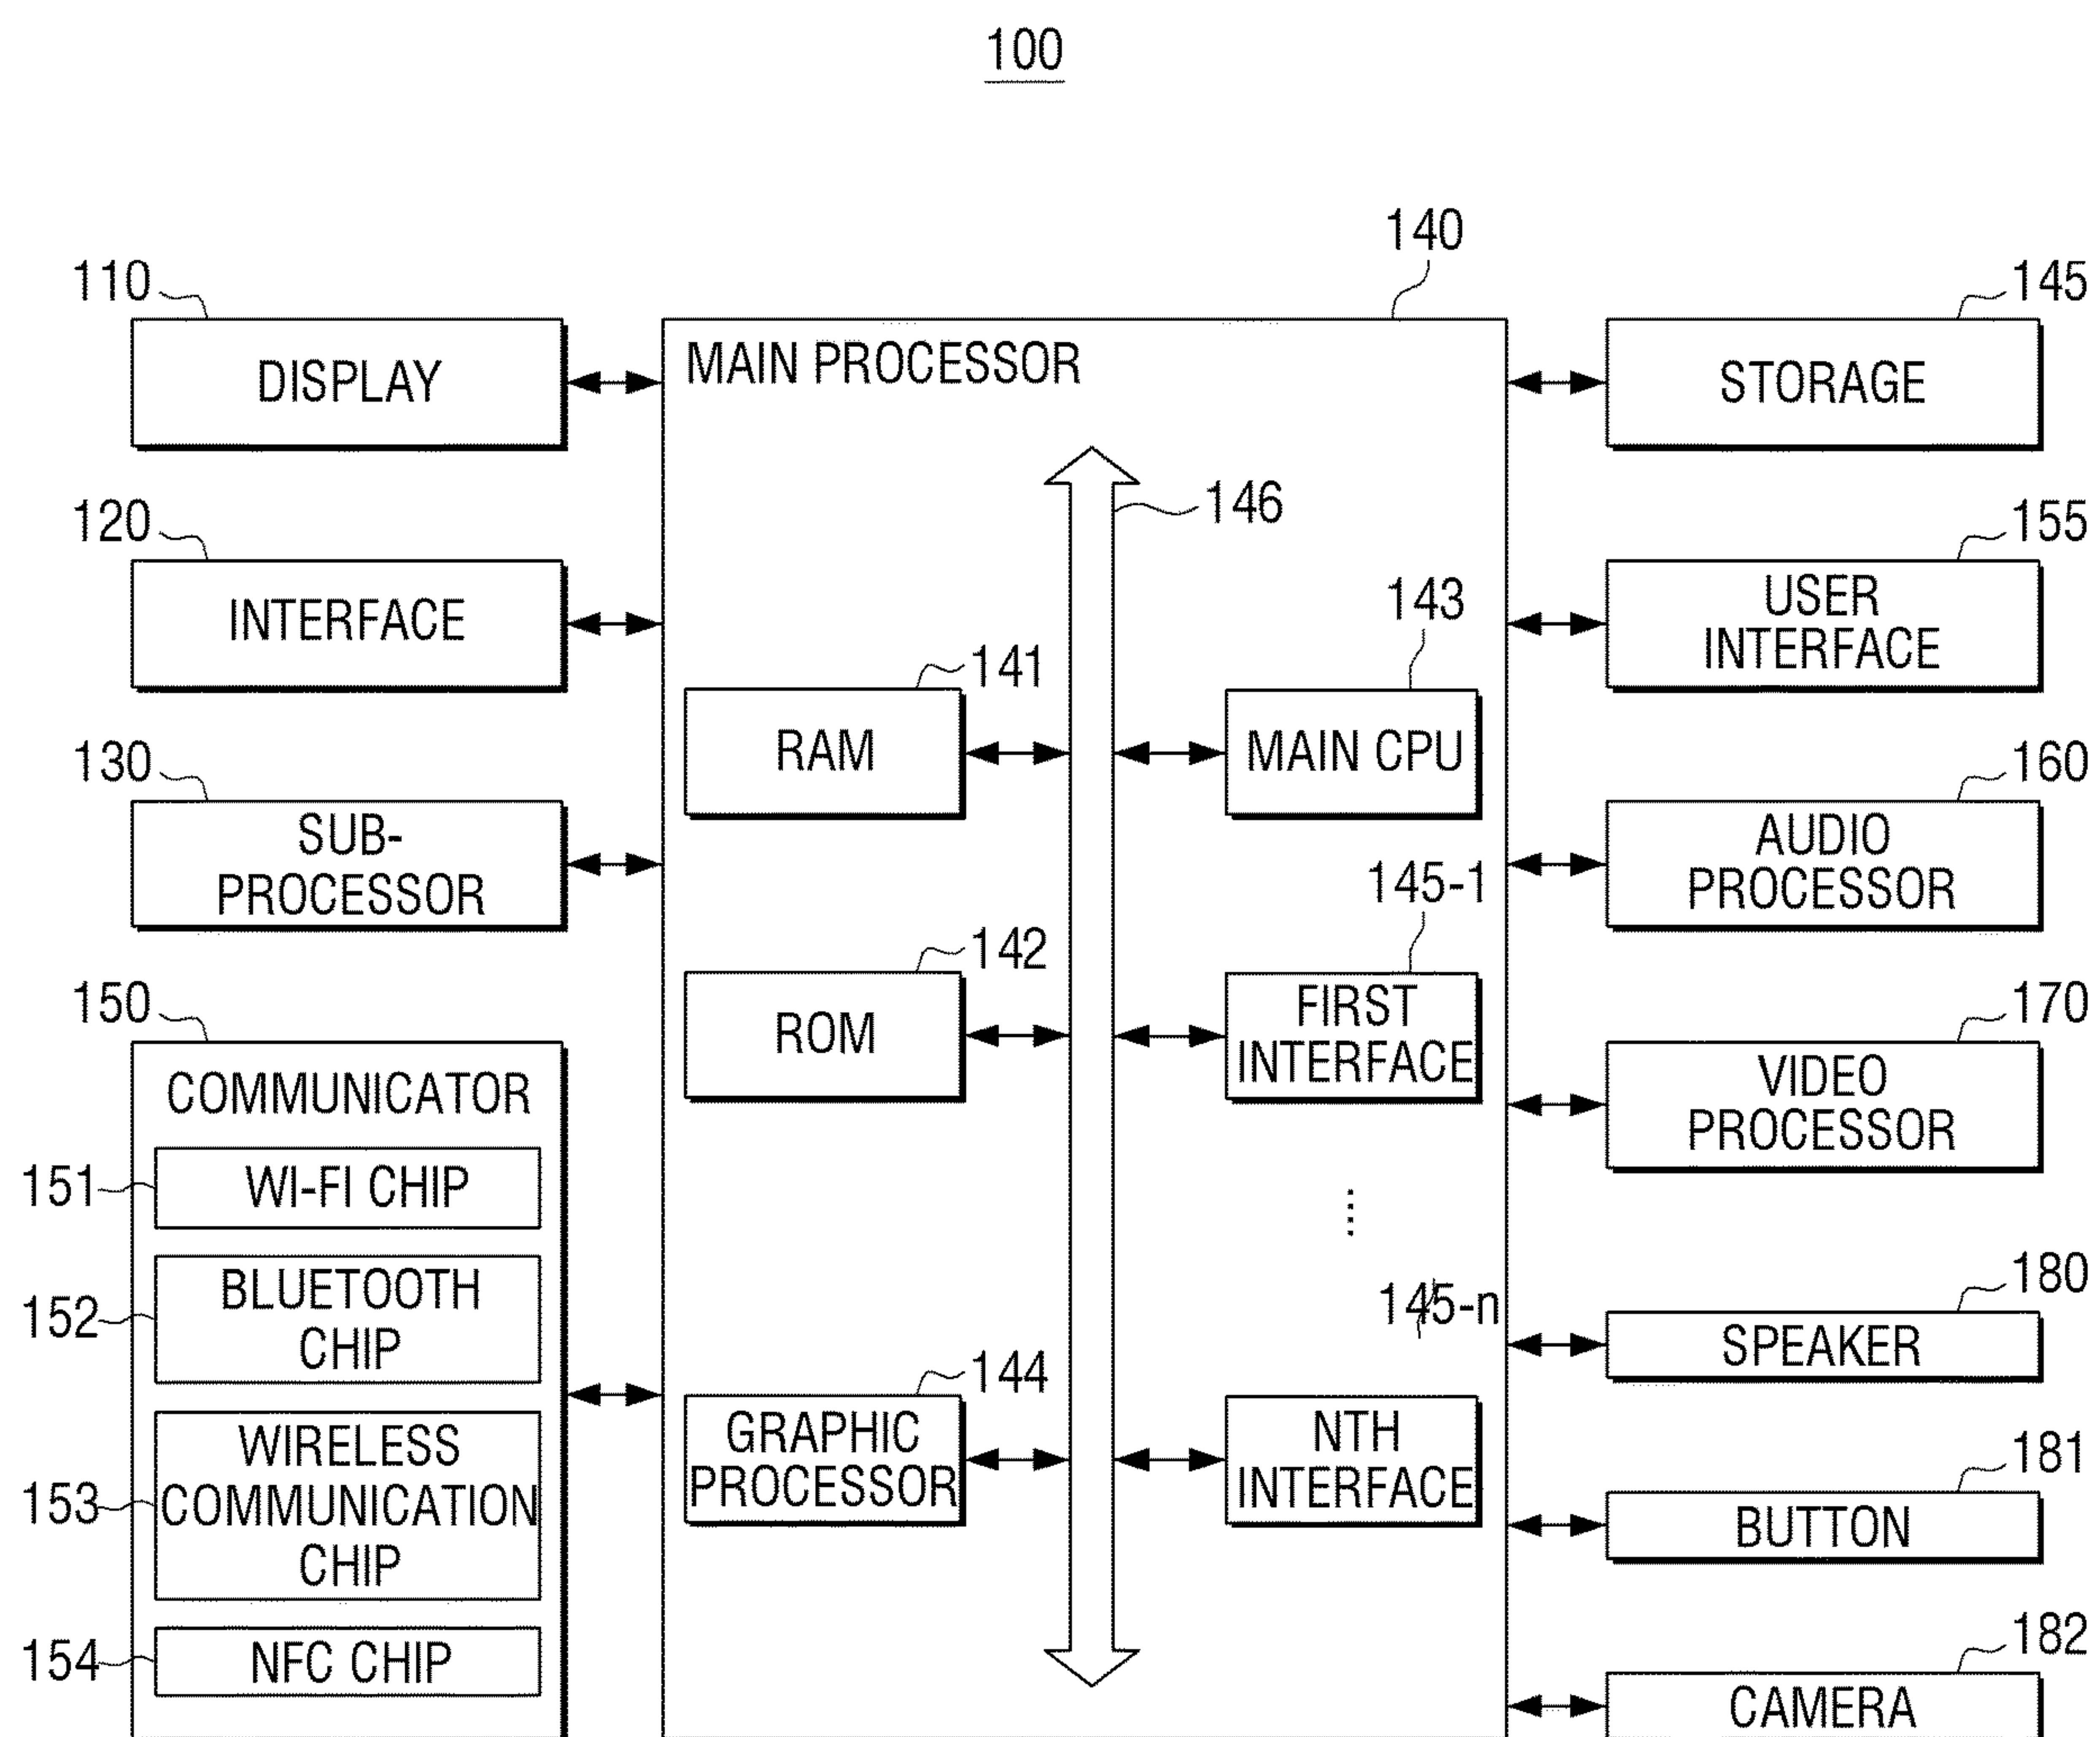 100
140
110
DISPLAY
MAIN PROCESSOR
145
STORAGE
146
120
INTERFACE
155
USER
INTERFACE
141
RAM
143
MAIN CPU
130
SUB-
PROCESSOR
160
AUDIO
PROCESSOR
142
ROM
145-1
FIRST
INTERFACE
170
VIDEO
PROCESSOR
150
COMMUNICATOR
151
WI-FI CHIP
152
BLUETOOTH
CHIP
153
WIRELESS
COMMUNICATION
CHIP
154
NFC CHIP
144
GRAPHIC
PROCESSOR
145-n
NTH
INTERFACE
180
SPEAKER
181
BUTTON
182
CAMERA